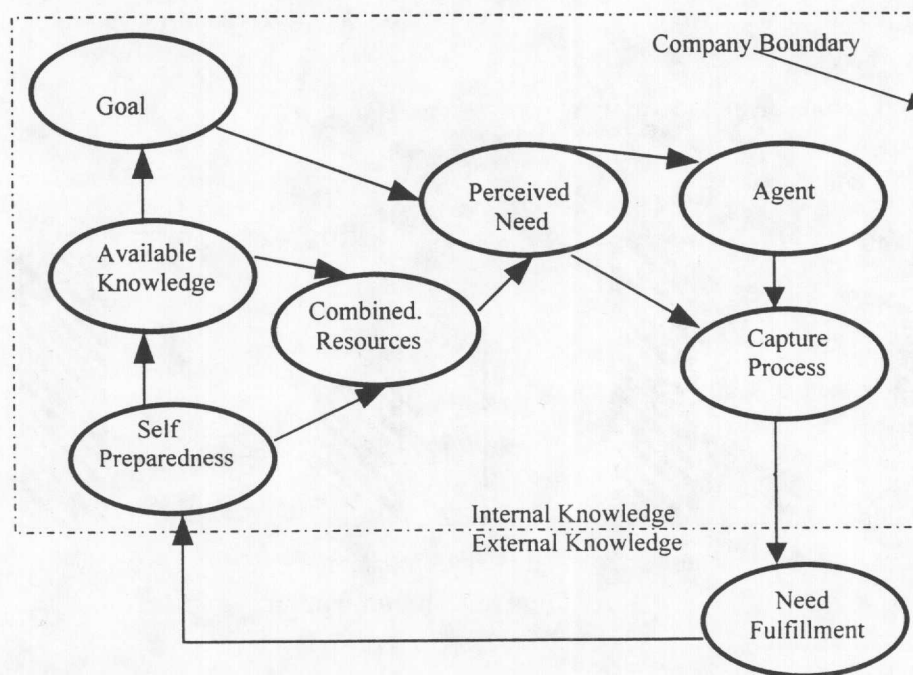 Company Boundary
Goal
Perceived
Need
Agent
Available
Knowledge
Combined.
Resources
Capture
Process
Self
Preparedness
Internal Knowledge
External Knowledge
Need
Fulfillment